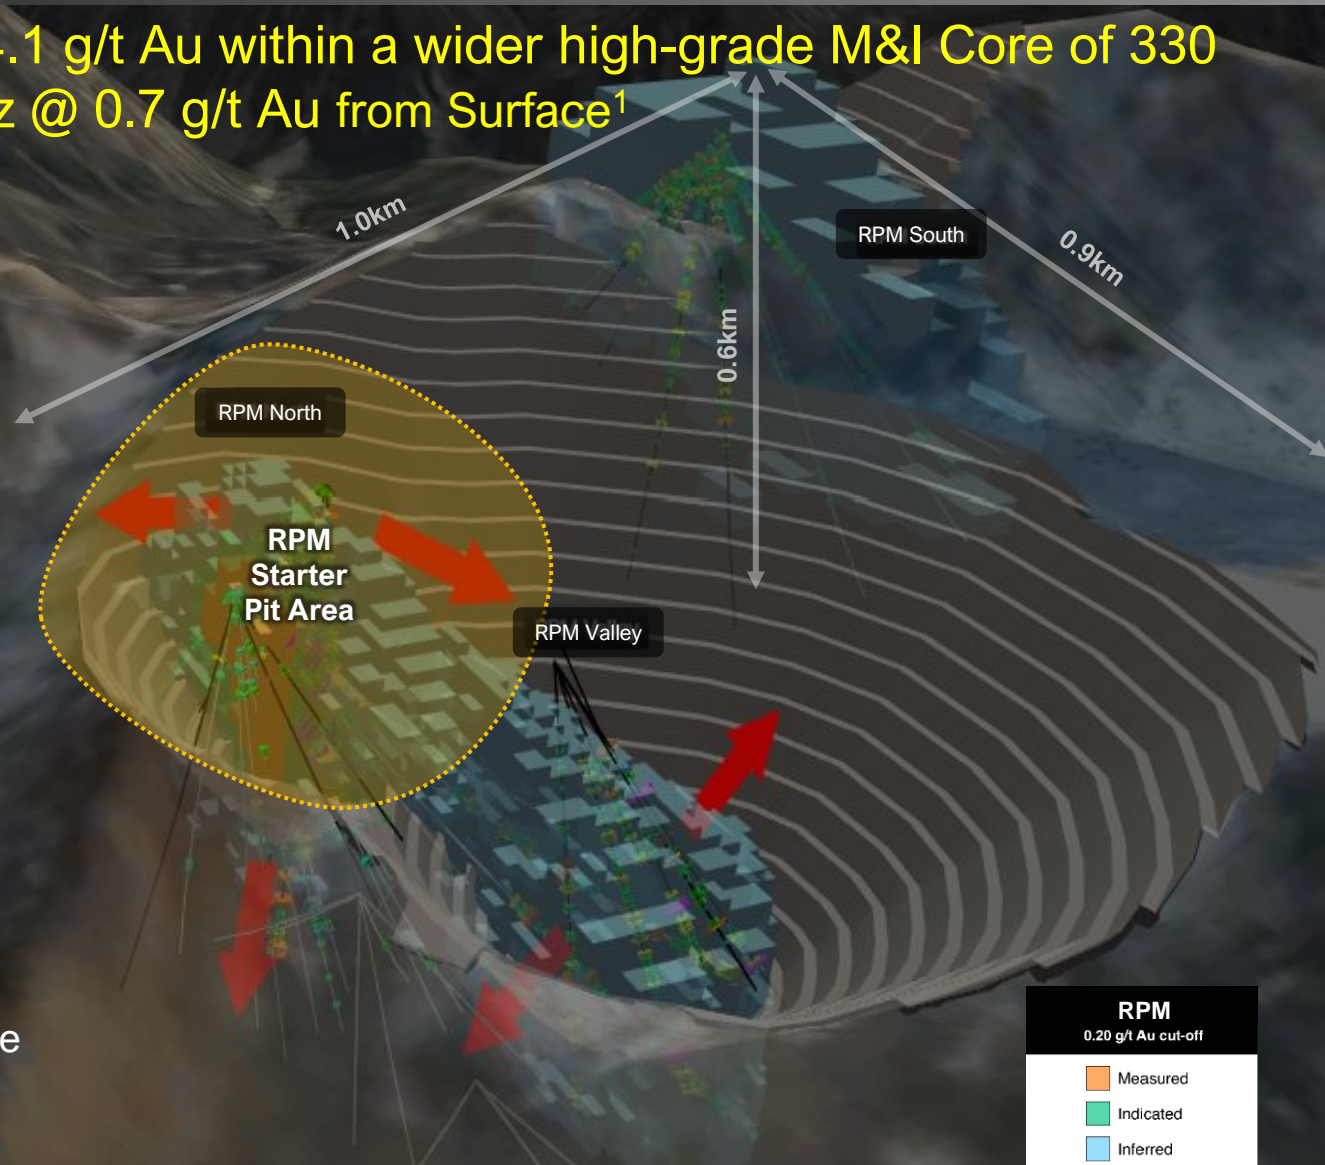 .1 g/t Au within a wider high-grade M&I Core of 330
z @ 0.7 g/t Au from Surface¹
1.0km
RPM South
0.9km
0.6km
RPM North
RPM
Starter
Pit Area
RPM Valley
e
RPM
0.20 g/t Au cut-off
Measured
Indicated
Inferred